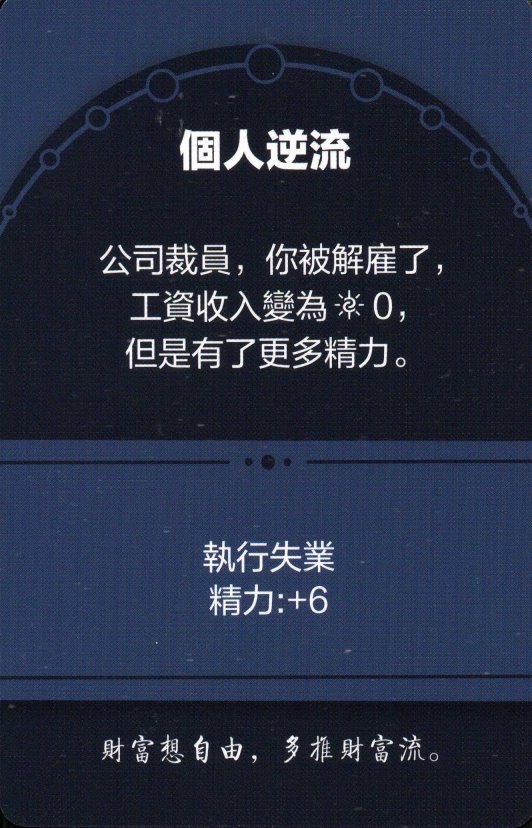 個人逆流
公司裁員，你被解雇了，
工資收入變為 0，
但是有了更多精力。
執行失業
精力:+6
財富想自由，多推財富流。